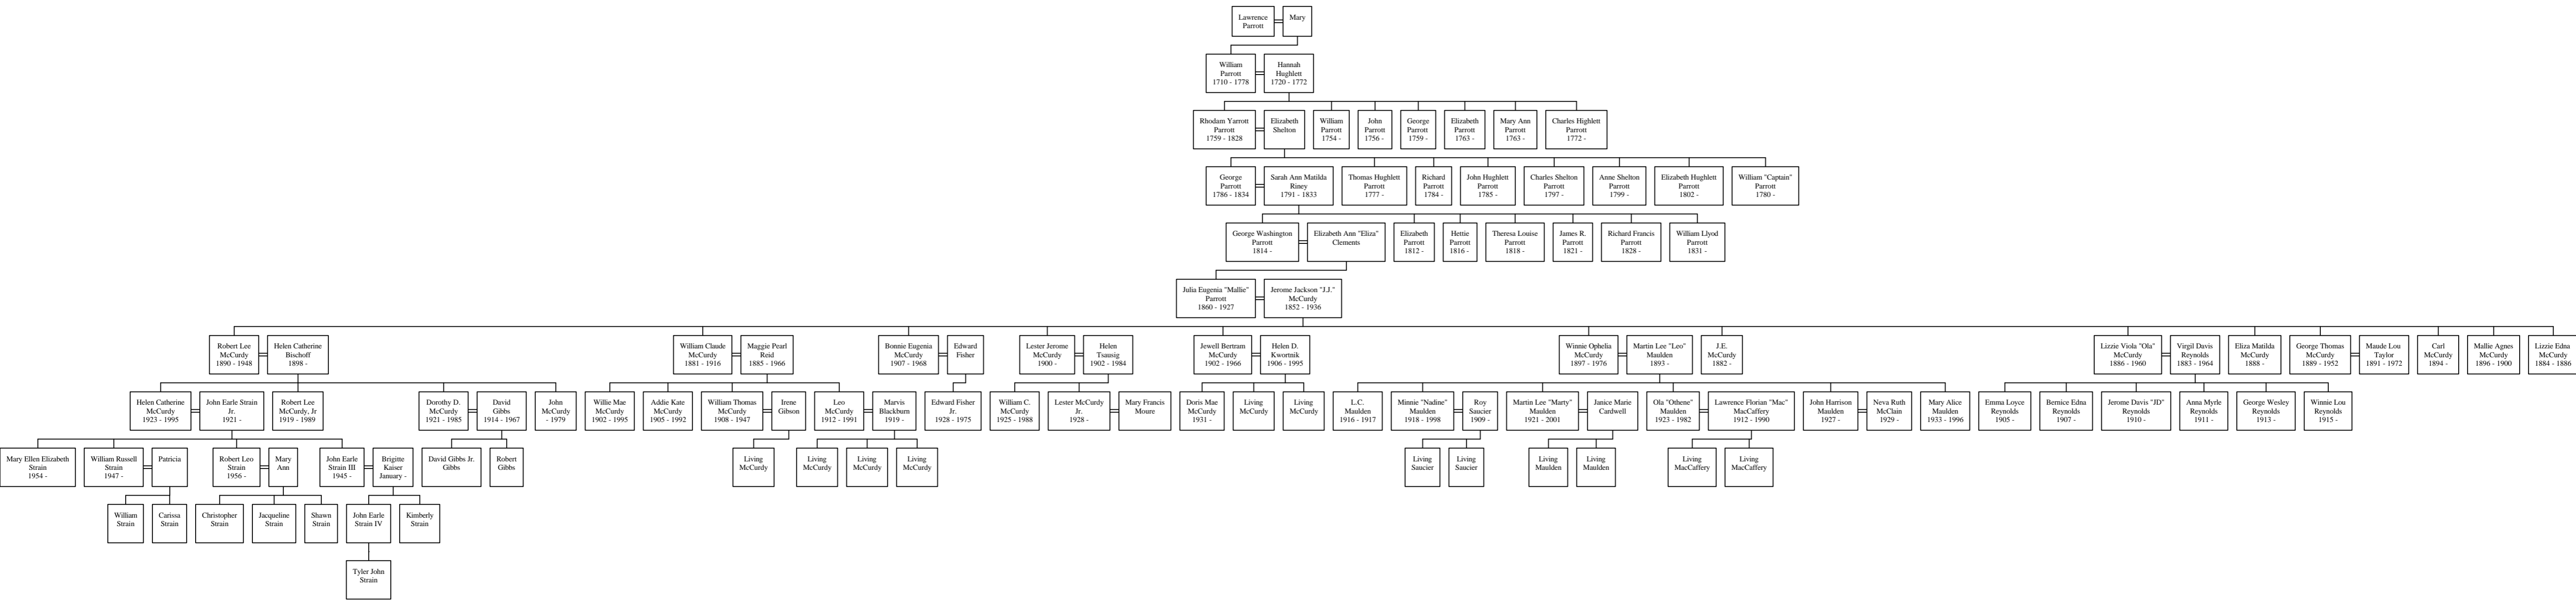 Lawrence
Parrott
Mary
William
Parrott
1710 - 1778
Hannah
Hughlett
1720 - 1772
Rhodam Yarrott
Parrott
1759 - 1828
Elizabeth
Shelton
William
Parrott
1754 -
John
Parrott
1756 -
George
Parrott
1759 -
Elizabeth
Parrott
1763 -
Mary Ann
Parrott
1763 -
Charles Highlett
Parrott
1772 -
George
Parrott
1786 - 1834
Sarah Ann Matilda
Riney
1791 - 1833
Thomas Hughlett
Parrott
1777 -
Richard
Parrott
1784 -
John Hughlett
Parrott
1785 -
Charles Shelton
Parrott
1797 -
Anne Shelton
Parrott
1799 -
Elizabeth Hughlett
Parrott
1802 -
William "Captain"
Parrott
1780 -
George Washington
Parrott
1814 -
Elizabeth Ann "Eliza"
Clements
Elizabeth
Parrott
1812 -
Hettie
Parrott
1816 -
Theresa Louise
Parrott
1818 -
James R.
Parrott
1821 -
Richard Francis
Parrott
1828 -
William Llyod
Parrott
1831 -
Julia Eugenia "Mallie"
Parrott
1860 - 1927
Jerome Jackson "J.J."
McCurdy
1852 - 1936
Robert Lee
McCurdy
1890 - 1948
Helen Catherine
Bischoff
1898 -
William Claude
McCurdy
1881 - 1916
Maggie Pearl
Reid
1885 - 1966
Bonnie Eugenia
McCurdy
1907 - 1968
Edward
Fisher
Lester Jerome
McCurdy
1900 -
Helen
Tsausig
1902 - 1984
Jewell Bertram
McCurdy
1902 - 1966
Helen D.
Kwortnik
1906 - 1995
Winnie Ophelia
McCurdy
1897 - 1976
Martin Lee "Leo"
Maulden
1893 -
J.E.
McCurdy
1882 -
Lizzie Viola "Ola"
McCurdy
1886 - 1960
Virgil Davis
Reynolds
1883 - 1964
Eliza Matilda
McCurdy
1888 -
George Thomas
McCurdy
1889 - 1952
Maude Lou
Taylor
1891 - 1972
Carl
McCurdy
1894 -
Mallie Agnes
McCurdy
1896 - 1900
Lizzie Edna
McCurdy
1884 - 1886
Helen Catherine
McCurdy
1923 - 1995
John Earle Strain
Jr.
1921 -
Robert Lee
McCurdy, Jr
1919 - 1989
Dorothy D.
McCurdy
1921 - 1985
David
Gibbs
1914 - 1967
John
McCurdy
- 1979
Willie Mae
McCurdy
1902 - 1995
Addie Kate
McCurdy
1905 - 1992
William Thomas
McCurdy
1908 - 1947
Irene
Gibson
Leo
McCurdy
1912 - 1991
Marvis
Blackburn
1919 -
Edward Fisher
Jr.
1928 - 1975
William C.
McCurdy
1925 - 1988
Lester McCurdy
Jr.
1928 -
Mary Francis
Moure
Doris Mae
McCurdy
1931 -
Living
McCurdy
Living
McCurdy
L.C.
Maulden
1916 - 1917
Minnie "Nadine"
Maulden
1918 - 1998
Roy
Saucier
1909 -
Martin Lee "Marty"
Maulden
1921 - 2001
Janice Marie
Cardwell
Ola "Othene"
Maulden
1923 - 1982
Lawrence Florian "Mac"
MacCaffery
1912 - 1990
John Harrison
Maulden
1927 -
Neva Ruth
McClain
1929 -
Mary Alice
Maulden
1933 - 1996
Emma Loyce
Reynolds
1905 -
Bernice Edna
Reynolds
1907 -
Jerome Davis "JD"
Reynolds
1910 -
Anna Myrle
Reynolds
1911 -
George Wesley
Reynolds
1913 -
Winnie Lou
Reynolds
1915 -
Mary Ellen Elizabeth
Strain
1954 -
William Russell
Strain
1947 -
Patricia
Robert Leo
Strain
1956 -
Mary
Ann
John Earle
Strain III
1945 -
Brigitte
Kaiser
January -
David Gibbs Jr.
Gibbs
Robert
Gibbs
Living
McCurdy
Living
McCurdy
Living
McCurdy
Living
McCurdy
Living
Saucier
Living
Saucier
Living
Maulden
Living
Maulden
Living
MacCaffery
Living
MacCaffery
William
Strain
Carissa
Strain
Christopher
Strain
Jacqueline
Strain
Shawn
Strain
John Earle
Strain IV
Kimberly
Strain
Tyler John
Strain